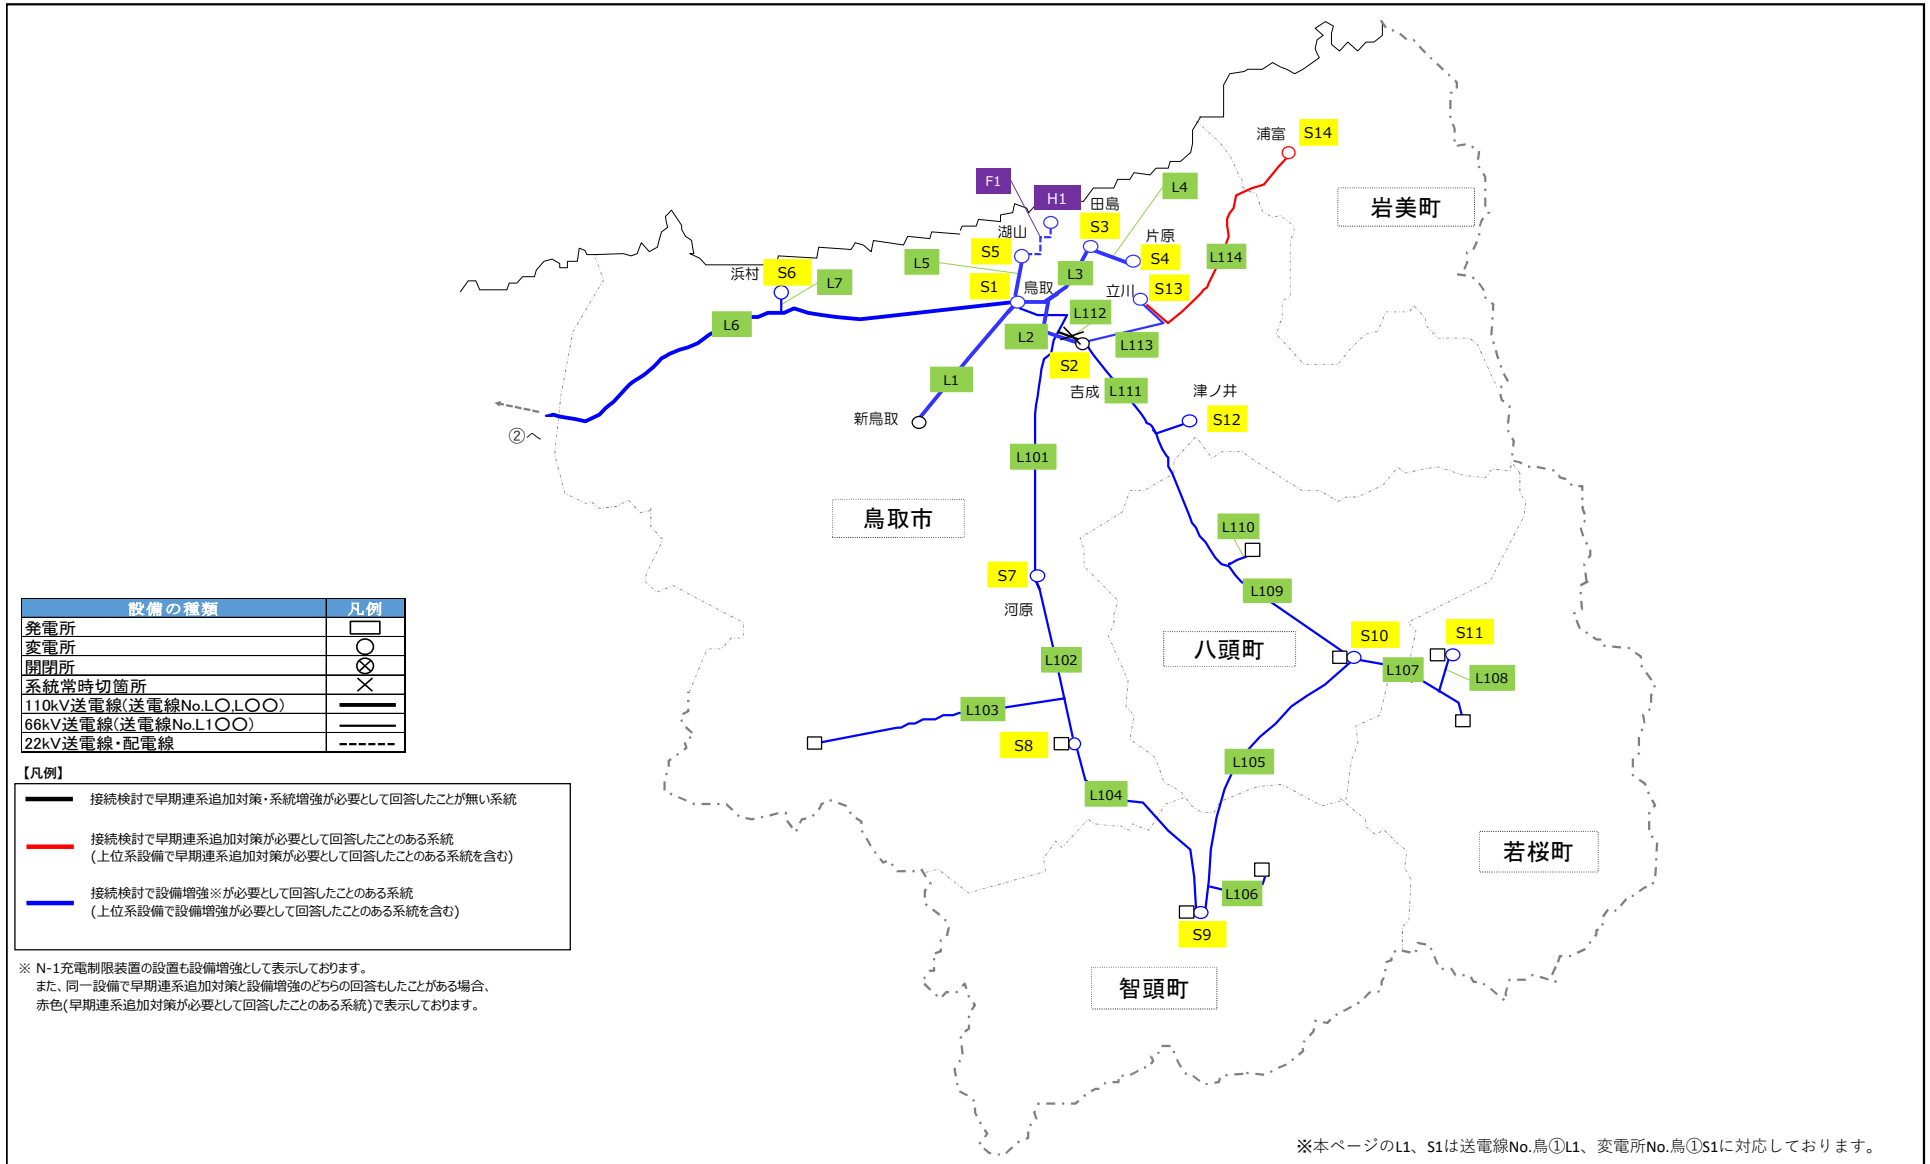 浦富 S14
岩美町
F1
H1
L4
田島
S3
湖山
S5
片原
S4
L5
L3
L114
浜村 S6
L7
S1
鳥取
立川
S13
L6
L112
L2
L113
S2
吉成
L1
L111
津ノ井
S12
新鳥取
②へ
L101
鳥取市
L110
S7
河原
L109
八頭町
S10
S11
L102
L107
L108
L103
S8
L105
L104
若桜町
L106
S9
智頭町
設備の種類 凡例
発電所
変電所
開閉所
系統常時切箇所
110kV送電線(送電線No.L〇,L〇〇)
66kV送電線(送電線No.L1〇〇)
22kV送電線・配電線
【凡例】
接続検討で早期連系追加対策・系統増強が必要として回答したことが無い系統
接続検討で早期連系追加対策が必要として回答したことのある系統
(上位系設備で早期連系追加対策が必要として回答したことのある系統を含む)
接続検討で設備増強※が必要として回答したことのある系統
(上位系設備で設備増強が必要として回答したことのある系統を含む)
※ N-1充電制限装置の設置も設備増強として表示しております。
また、同一設備で早期連系追加対策と設備増強のどちらの回答もしたことがある場合、
赤色(早期連系追加対策が必要として回答したことのある系統)で表示しております。
※本ページのL1、S1は送電線No.鳥①L1、変電所No.鳥①S1に対応しております。